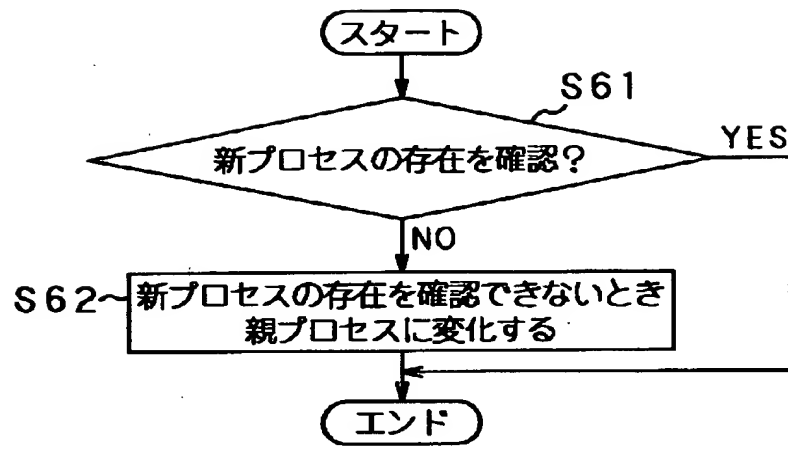 スタート
S61
新プロセスの存在を確認?
YES
NO
S62
新プロセスの存在を確認できないとき
親プロセスに変化する
エンド